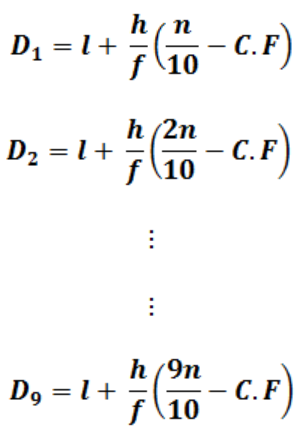 D₁ = l + h/f (n/10 − C.F)
D₂ = l + h/f (2n/10 − C.F)
⋮
⋮
D₉ = l + h/f (9n/10 − C.F)